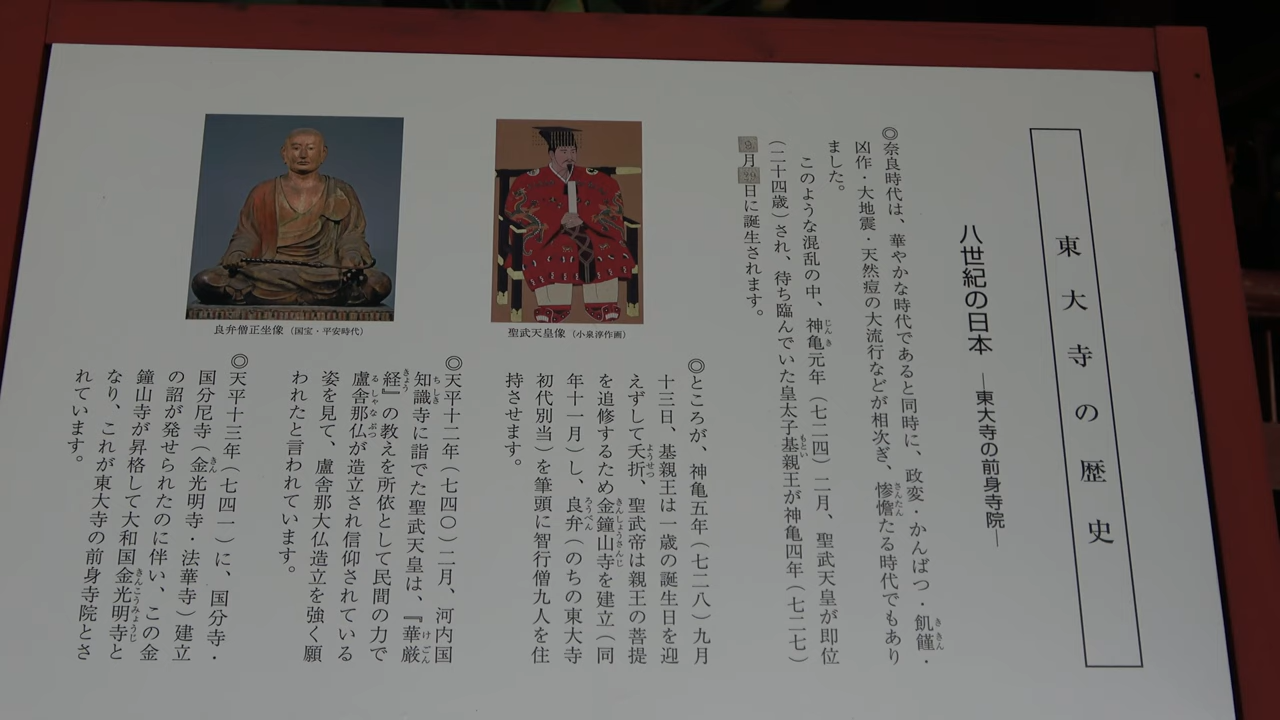 東大寺の歴史
八世紀の日本 ―東大寺の前身寺院―
◎奈良時代は、華やかな時代であると同時に、政変・かんばつ・飢饉・
凶作・大地震・天然痘の大流行などが相次ぎ、惨憺たる時代でもあり
ました。
このような混乱の中、神亀元年（七二四）二月、聖武天皇が即位
（二十四歳）され、待ち臨んでいた皇太子基親王が神亀四年（七二七）
9月29日に誕生されます。
◎ところが、神亀五年（七二八）九月
十三日、基親王は一歳の誕生日を迎
えずして夭折、聖武帝は親王の菩提
を追修するため金鐘山寺を建立（同
年十一月）し、良弁（のちの東大寺
初代別当）を筆頭に智行僧九人を住
持させます。
聖武天皇像（小泉淳作画）
良弁僧正坐像（国宝・平安時代）
◎天平十二年（七四〇）二月、河内国
知識寺に詣でた聖武天皇は、『華厳
経』の教えを所依として民間の力で
盧舎那仏が造立され信仰されている
姿を見て、盧舎那大仏造立を強く願
われたと言われています。
◎天平十三年（七四一）に、国分寺・
国分尼寺（金光明寺・法華寺）建立
の詔が発せられたのに伴い、この金
鐘山寺が昇格して大和国金光明寺と
なり、これが東大寺の前身寺院とさ
れています。